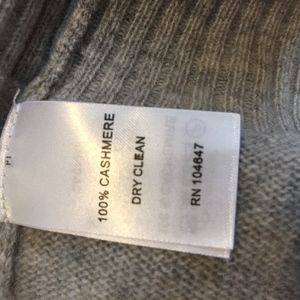 100% CASHMERE
DRY CLEAN
RN 104647